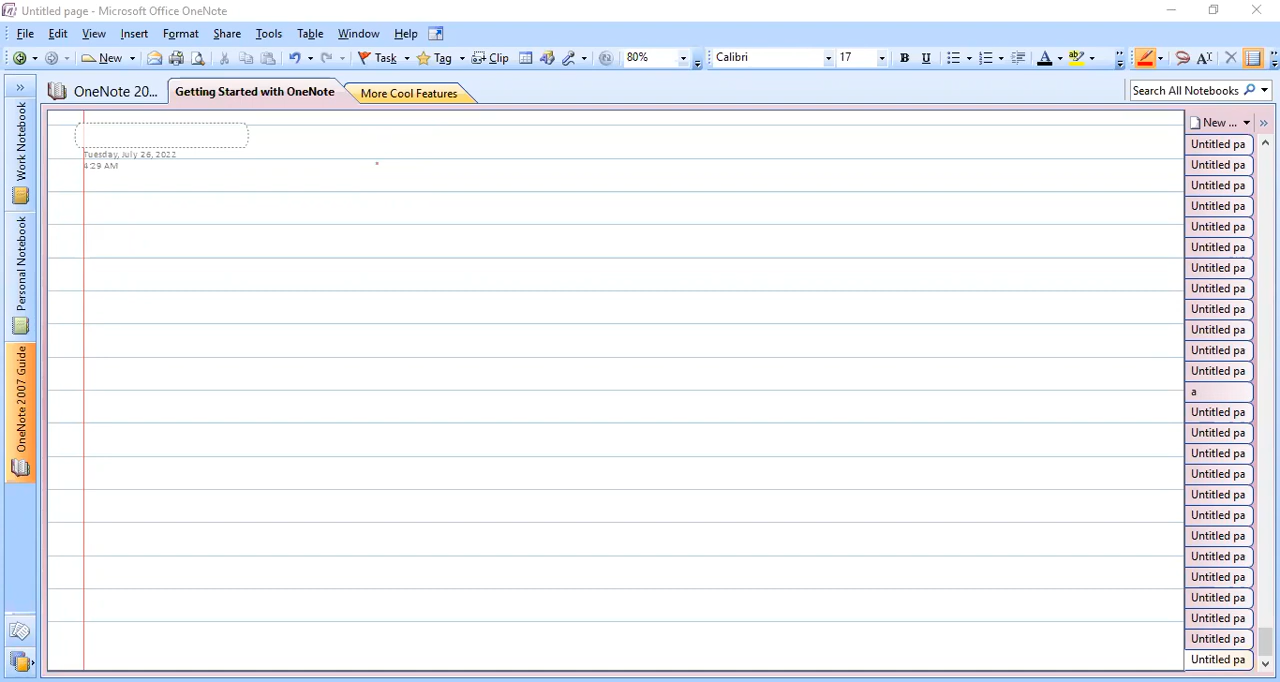 Untitled page - Microsoft Office OneNote
File Edit View Insert Format Share Tools Table Window Help
New Task Tag Clip 80% Calibri 17 B U
OneNote 20... Getting Started with OneNote More Cool Features Search All Notebooks
Work Notebook
Personal Notebook
OneNote 2007 Guide
Tuesday, July 26, 2022
4:29 AM
New ...
Untitled pa
Untitled pa
Untitled pa
Untitled pa
Untitled pa
Untitled pa
Untitled pa
Untitled pa
Untitled pa
Untitled pa
Untitled pa
Untitled pa
a
Untitled pa
Untitled pa
Untitled pa
Untitled pa
Untitled pa
Untitled pa
Untitled pa
Untitled pa
Untitled pa
Untitled pa
Untitled pa
Untitled pa
Untitled pa